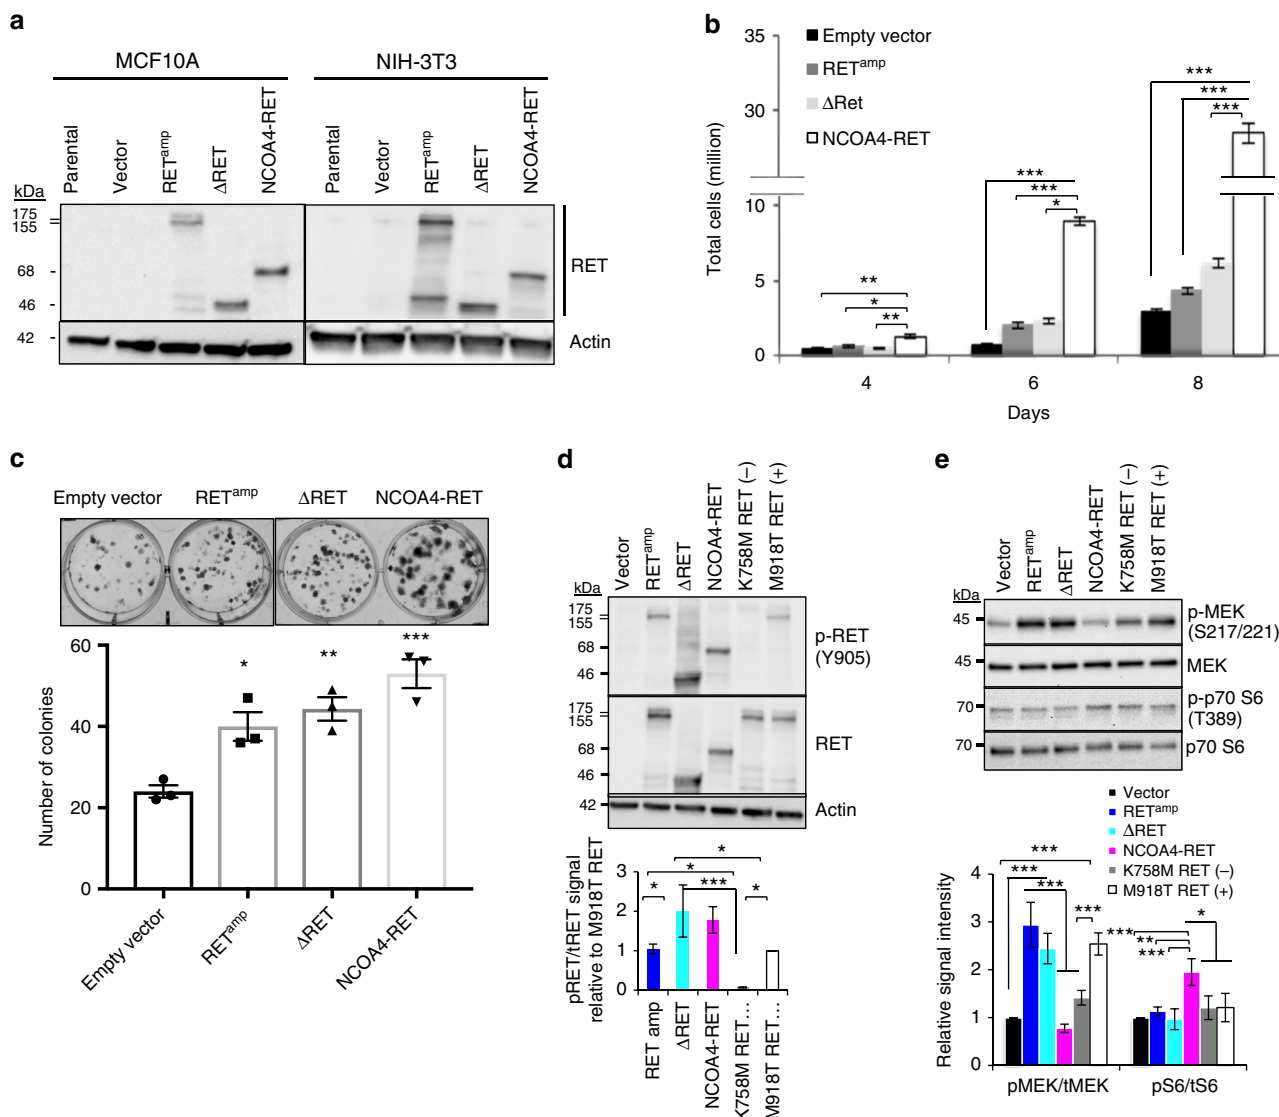 a
MCF10A
NIH-3T3
Parental
Vector
RETamp
ΔRET
NCOA4-RET
Parental
Vector
RETamp
ΔRET
NCOA4-RET
kDa
175
155
68
46
42
RET
Actin
b
Empty vector
RETamp
ΔRet
NCOA4-RET
Total cells (million)
35
30
10
5
0
***
***
***
***
***
*
**
*
**
4
6
8
Days
c
Empty vector
RETamp
ΔRET
NCOA4-RET
Number of colonies
60
40
20
0
*
**
***
Empty vector
RETamp
ΔRET
NCOA4-RET
d
Vector
RETamp
ΔRET
NCOA4-RET
K758M RET (–)
M918T RET (+)
kDa
175
155
68
46
p-RET
(Y905)
175
155
68
46
RET
42
Actin
pRET/tRET signal
relative to M918T RET
3
2
1
0
*
*
*
***
*
RET amp
ΔRET
NCOA4-RET
K758M RET...
M918T RET...
e
Vector
RETamp
ΔRET
NCOA4-RET
K758M RET (–)
M918T RET (+)
kDa
45
p-MEK
(S217/221)
45
MEK
70
p-p70 S6
(T389)
70
p70 S6
Vector
RETamp
ΔRET
NCOA4-RET
K758M RET (–)
M918T RET (+)
Relative signal intensity
4
3
2
1
0
***
***
***
***
***
**
***
*
pMEK/tMEK
pS6/tS6